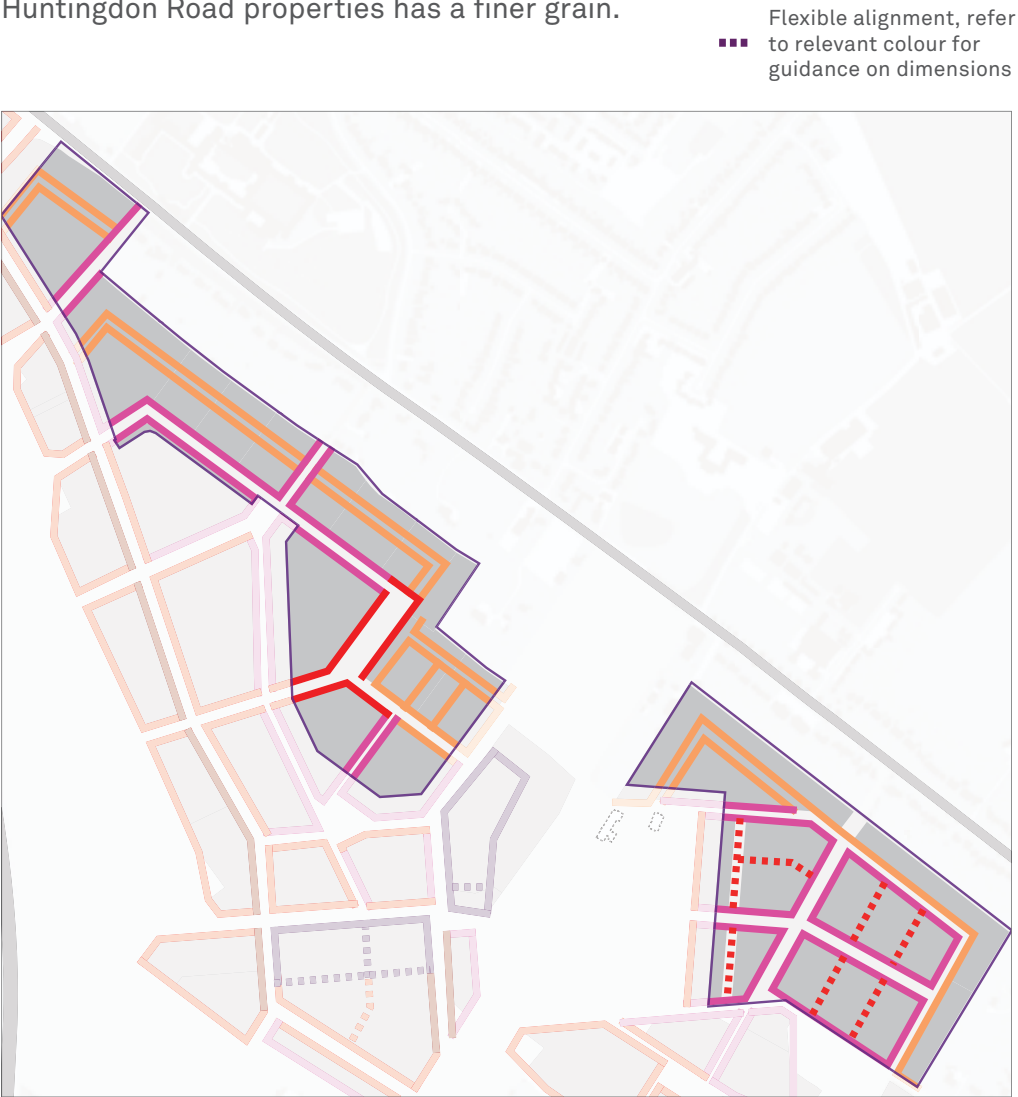 Huntingdon Road properties has a finer grain.
Flexible alignment, refer
to relevant colour for
guidance on dimensions